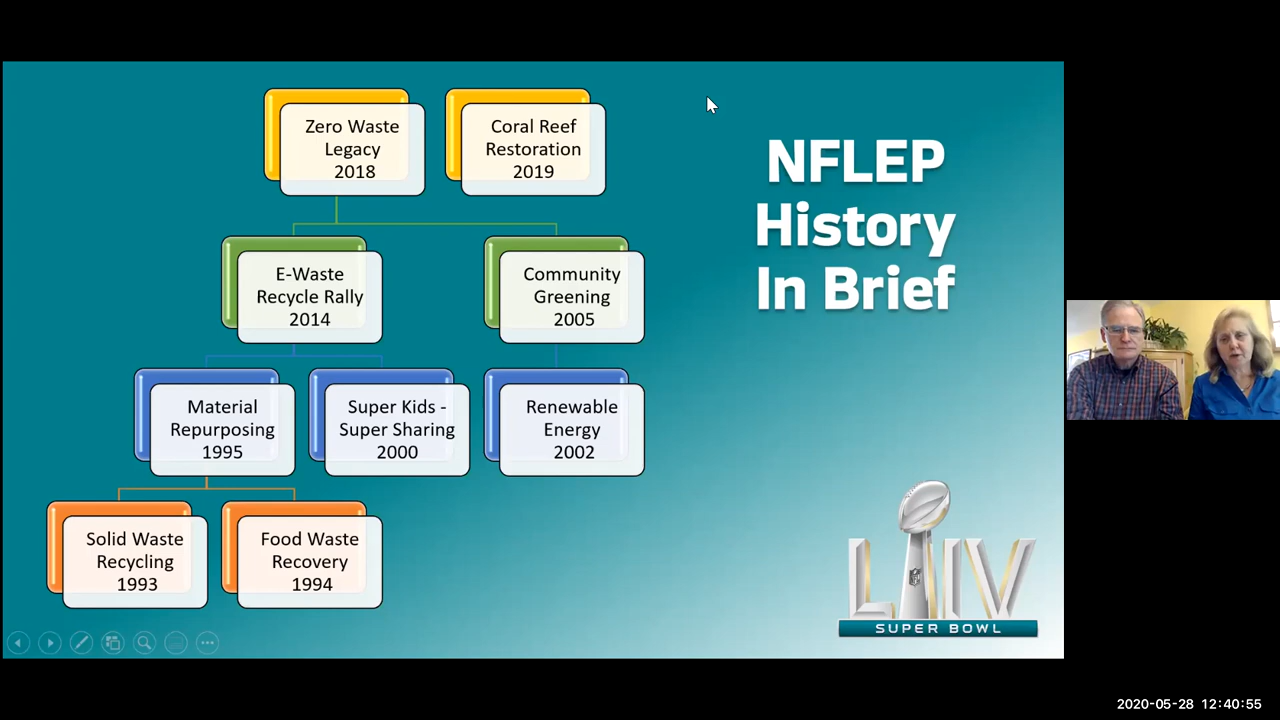 Zero Waste
Legacy
2018
Coral Reef
Restoration
2019
NFLEP
History
In Brief
E-Waste
Recycle Rally
2014
Community
Greening
2005
Material
Repurposing
1995
Super Kids -
Super Sharing
2000
Renewable
Energy
2002
Solid Waste
Recycling
1993
Food Waste
Recovery
1994
LIV
NFL
SUPER BOWL
2020-05-28 12:40:55